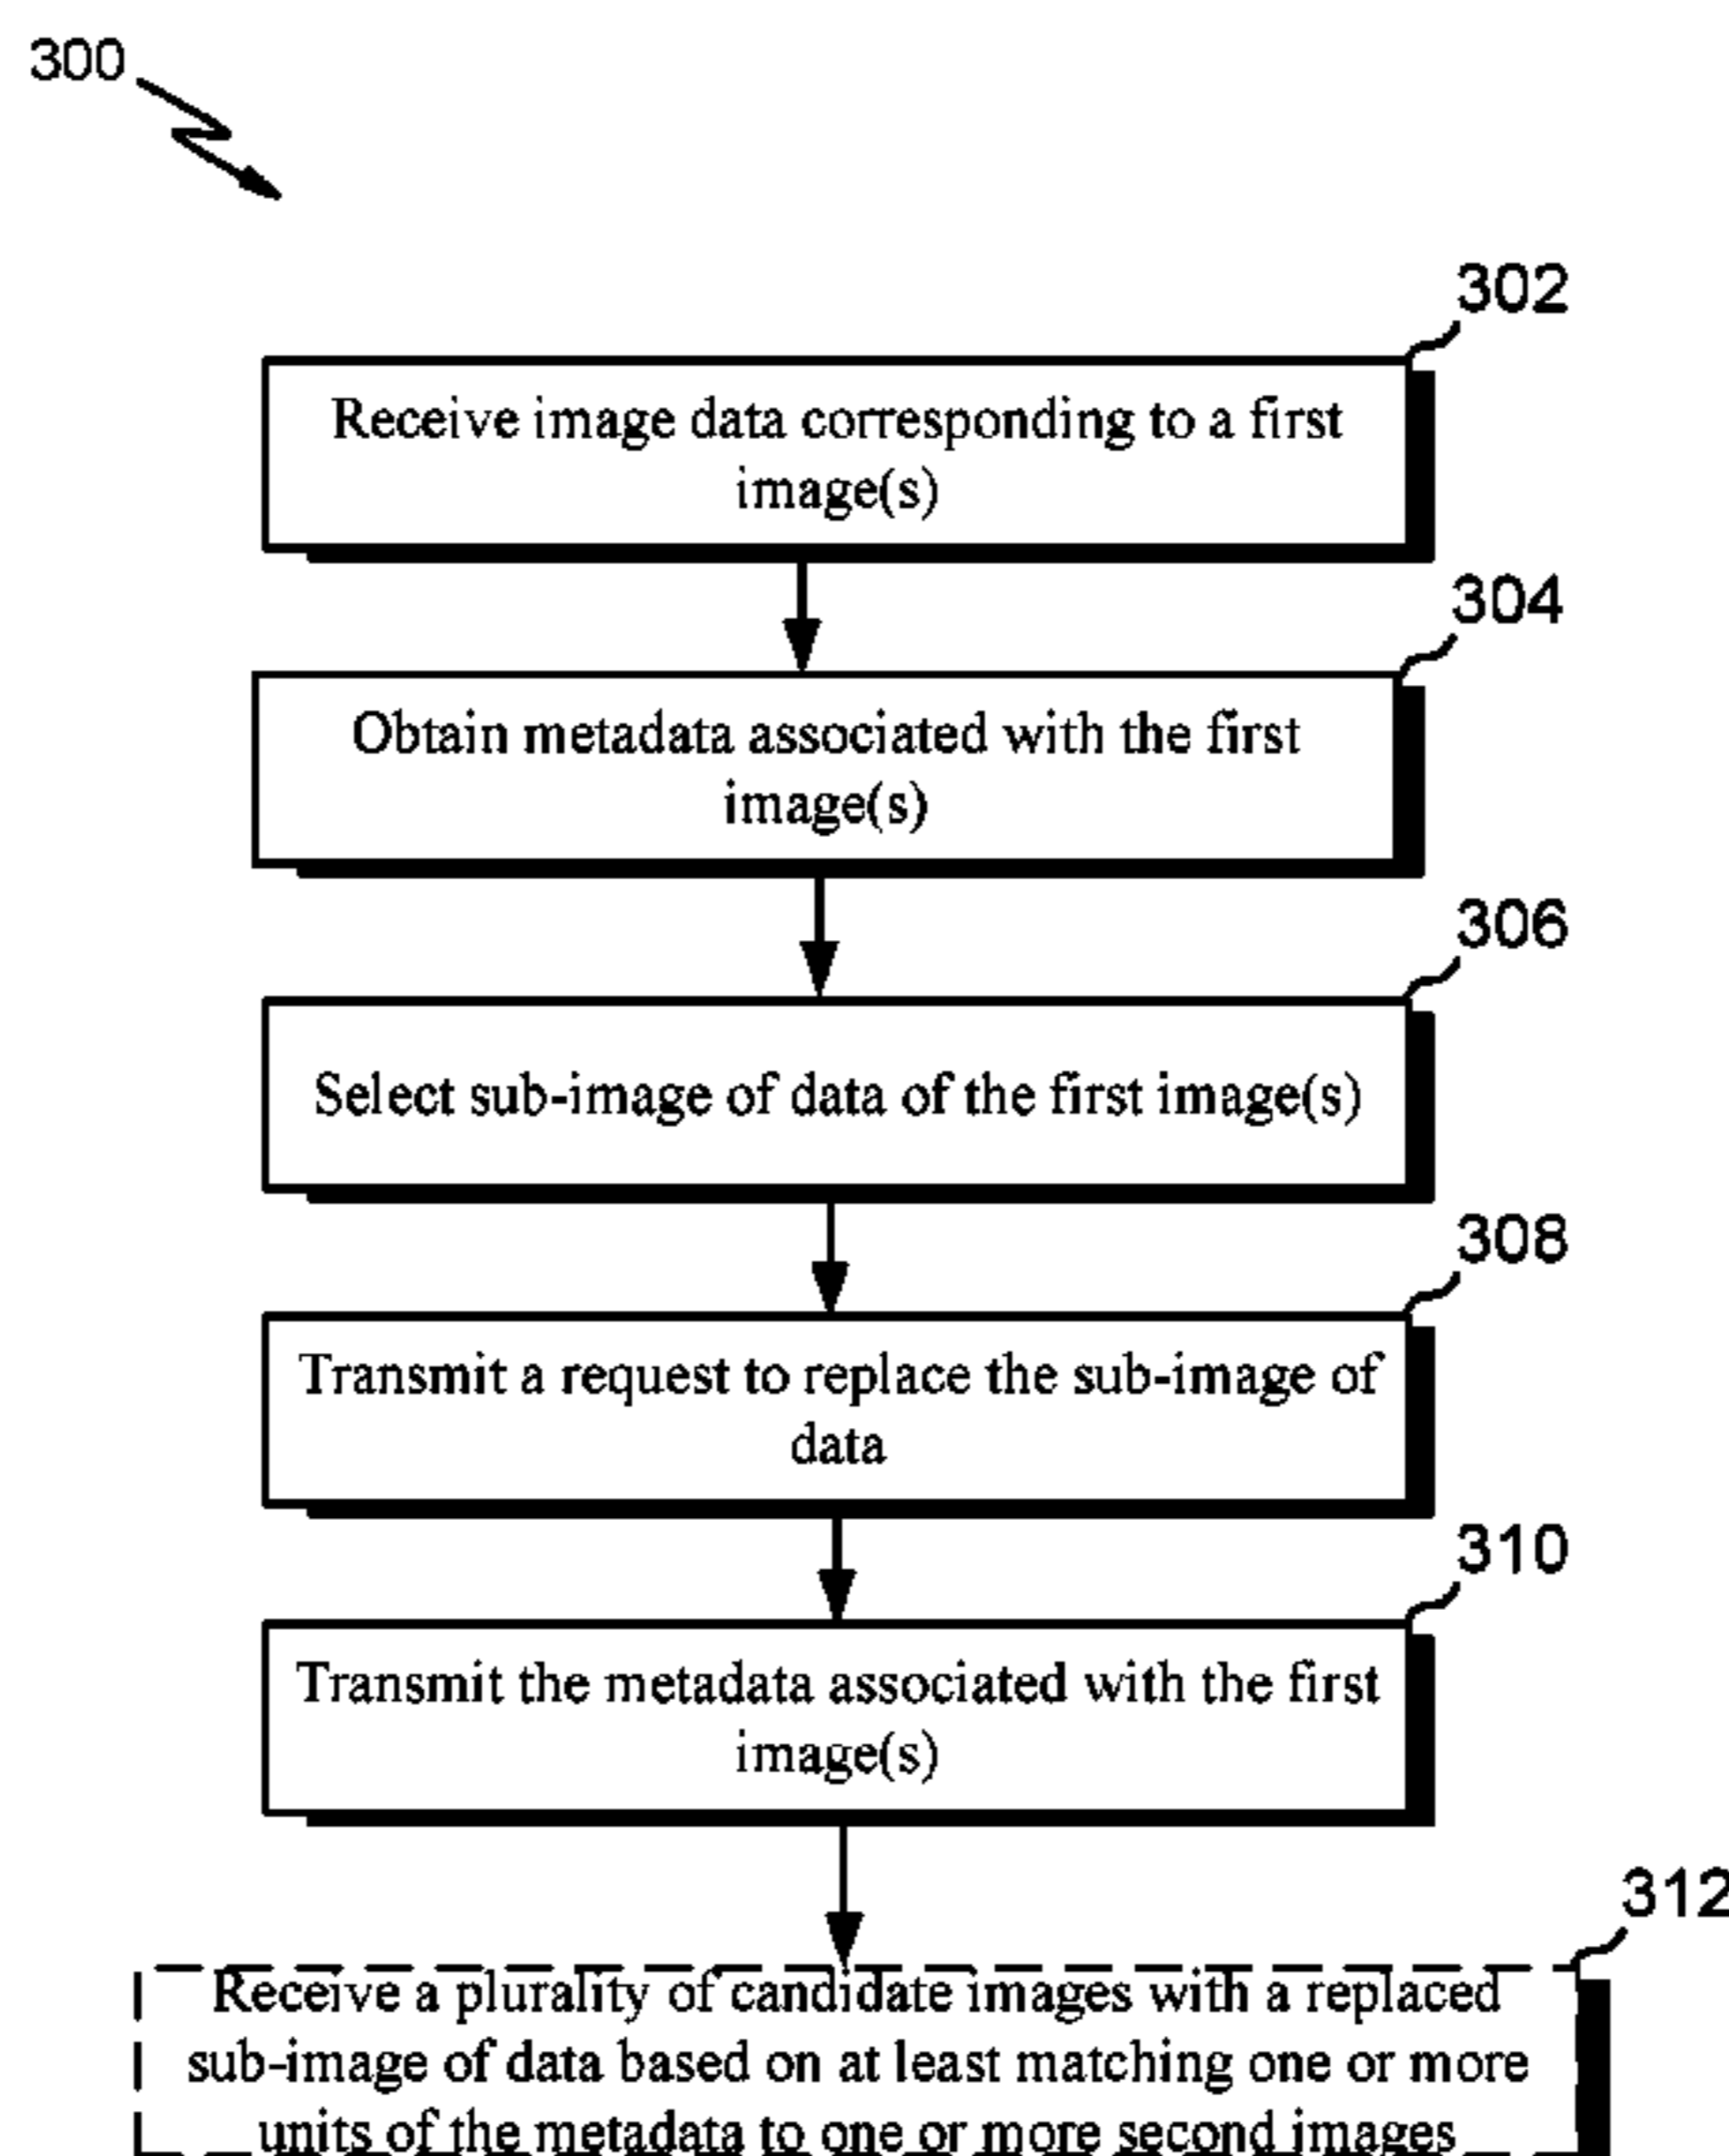 300
302
Receive image data corresponding to a first
image(s)
304
Obtain metadata associated with the first
image(s)
306
Select sub-image of data of the first image(s)
308
Transmit a request to replace the sub-image of
data
310
Transmit the metadata associated with the first
image(s)
312
Receive a plurality of candidate images with a replaced
sub-image of data based on at least matching one or more
units of the metadata to one or more second images